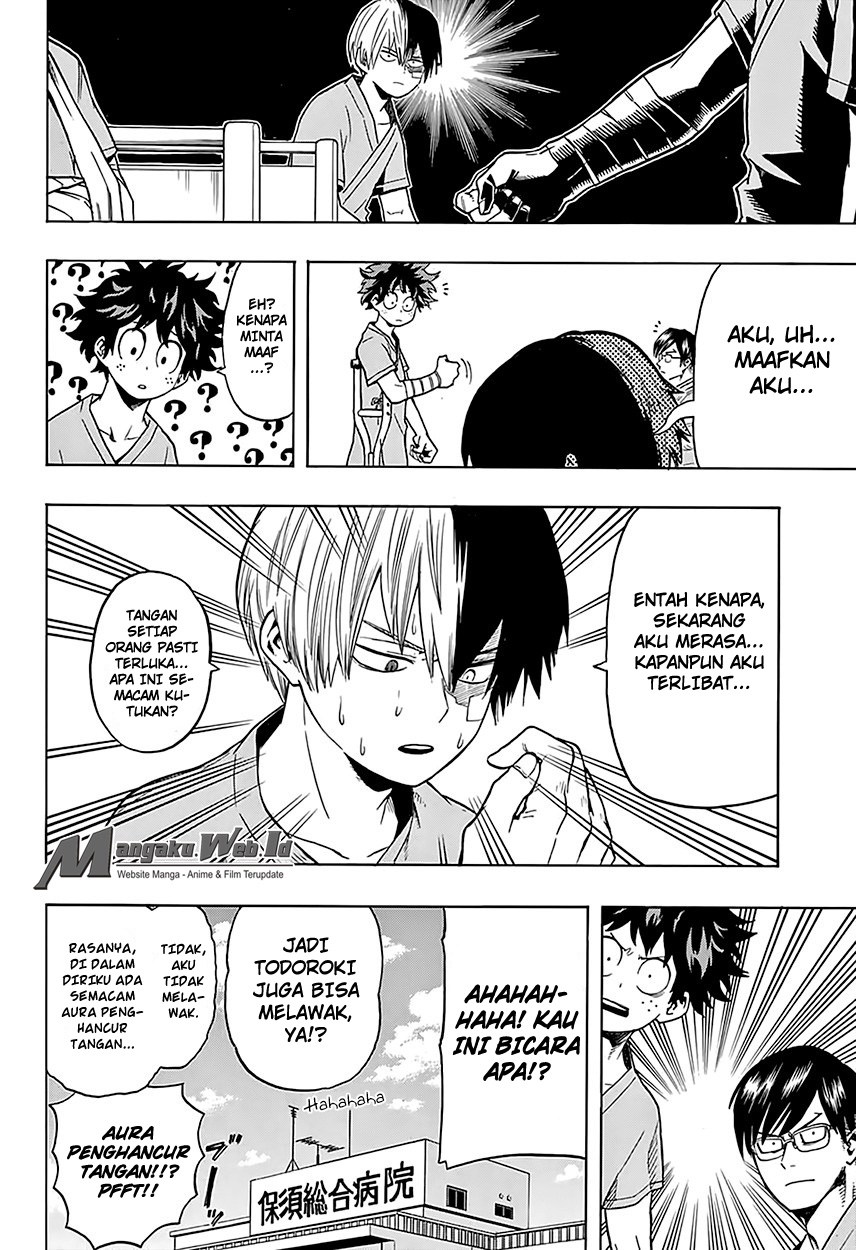 AKU, UH...
MAAFKAN
AKU...
EH?
KENAPA
MINTA
MAAF
...?
? ? ? ? ? ? ? ? ? ?
ENTAH KENAPA,
SEKARANG
AKU MERASA...
KAPANPUN AKU
TERLIBAT...
TANGAN
SETIAP
ORANG PASTI
TERLUKA...
APA INI SE-
MACAM KU-
TUKAN?
Mangaku.Web.Id
Website Manga - Anime & Film Terupdate
AHAHAH-
HAHA! KAU
INI BICARA
APA!?
JADI
TODOROKI
JUGA BISA
MELAWAK,
YA!?
Hahahaha
TIDAK,
AKU
TIDAK
MELA-
WAK.
RASANYA,
DI DALAM
DIRIKU ADA
SEMACAM
AURA PENG-
HANCUR
TANGAN...
AURA
PENGHANCUR
TANGAN!!?
PFFT!!
保須総合病院